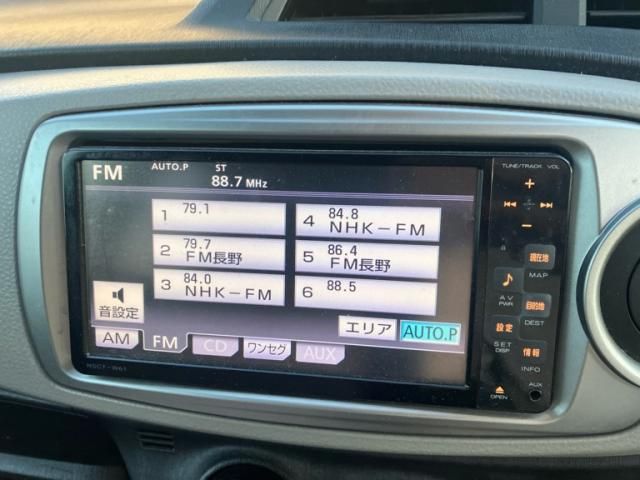 FM AUTO.P ST 88.7 MHz
1 79.1
2 79.7 FM長野
3 84.0 NHK-FM
4 84.8 NHK-FM
5 86.4 FM長野
6 88.5
音設定
エリア AUTO.P
AM FM CD ワンセグ AUX
NSCT-W61
TUNE/TRACK VOL
+
-
現在地
MAP
AV PWR
目的地
DEST
設定
SET DISP
情報
INFO
OPEN
AUX